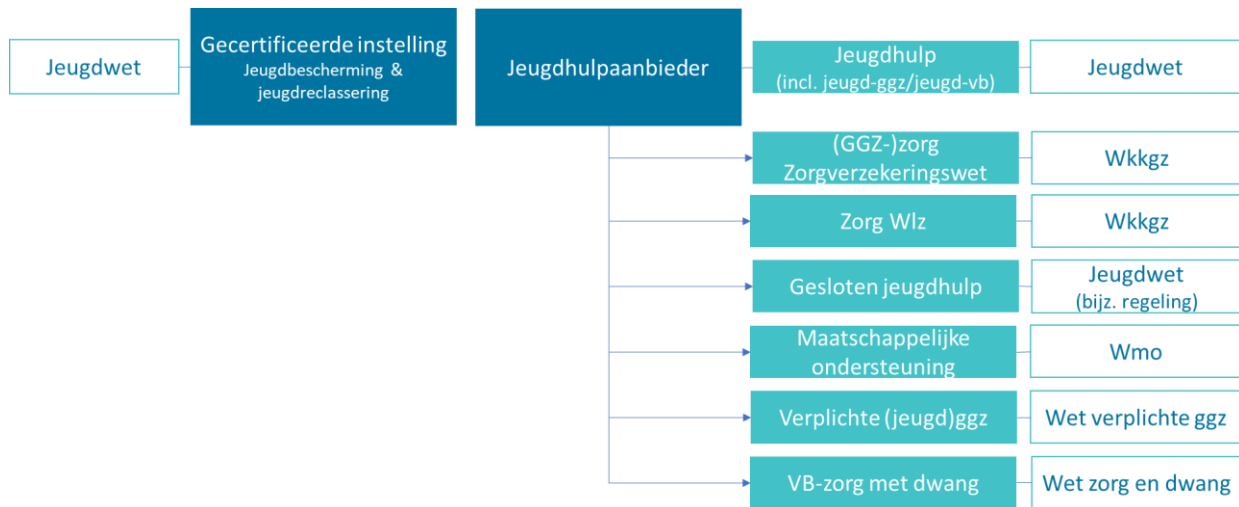 Jeugdwet
Gecertificeerde instelling
Jeugdbescherming &
jeugdreclassering
Jeugdhulpaanbieder
Jeugdhulp
(incl. jeugd-ggz/jeugd-vb)
Jeugdwet
(GGZ-)zorg
Zorgverzekeringswet
Wkkgz
Zorg Wlz
Wkkgz
Gesloten jeugdhulp
Jeugdwet
(bijz. regeling)
Maatschappelijke
ondersteuning
Wmo
Verplichte (jeugd)ggz
Wet verplichte ggz
VB-zorg met dwang
Wet zorg en dwang